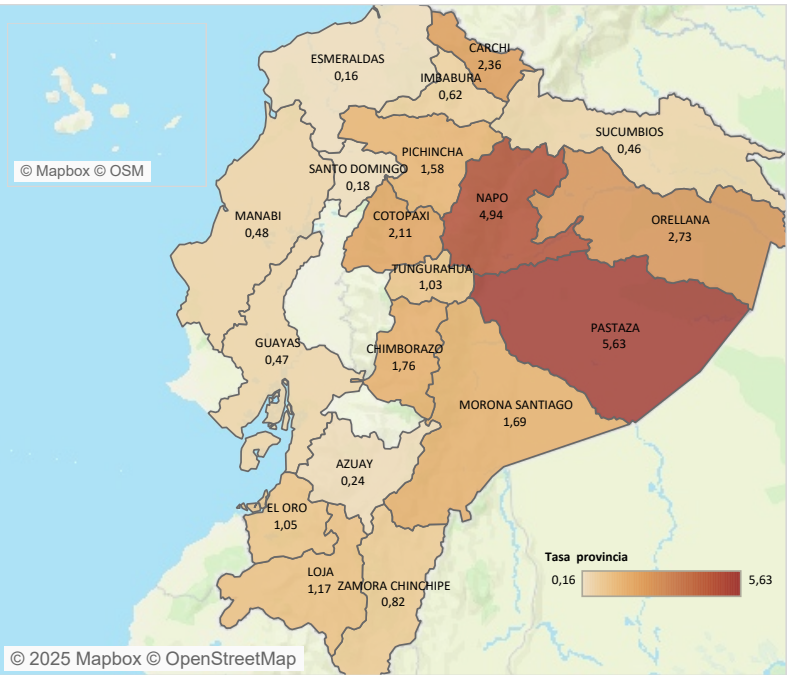 CARCHI
2,36
ESMERALDAS
0,16
IMBABURA
0,62
SUCUMBIOS
0,46
PICHINCHA
1,58
© Mapbox © OSM
SANTO DOMINGO
0,18
NAPO
4,94
MANABI
0,48
COTOPAXI
2,11
ORELLANA
2,73
TUNGURAHUA
1,03
PASTAZA
5,63
GUAYAS
0,47
CHIMBORAZO
1,76
MORONA SANTIAGO
1,69
AZUAY
0,24
EL ORO
1,05
Tasa provincia
0,16
5,63
LOJA
1,17
ZAMORA CHINCHIPE
0,82
© 2025 Mapbox © OpenStreetMap